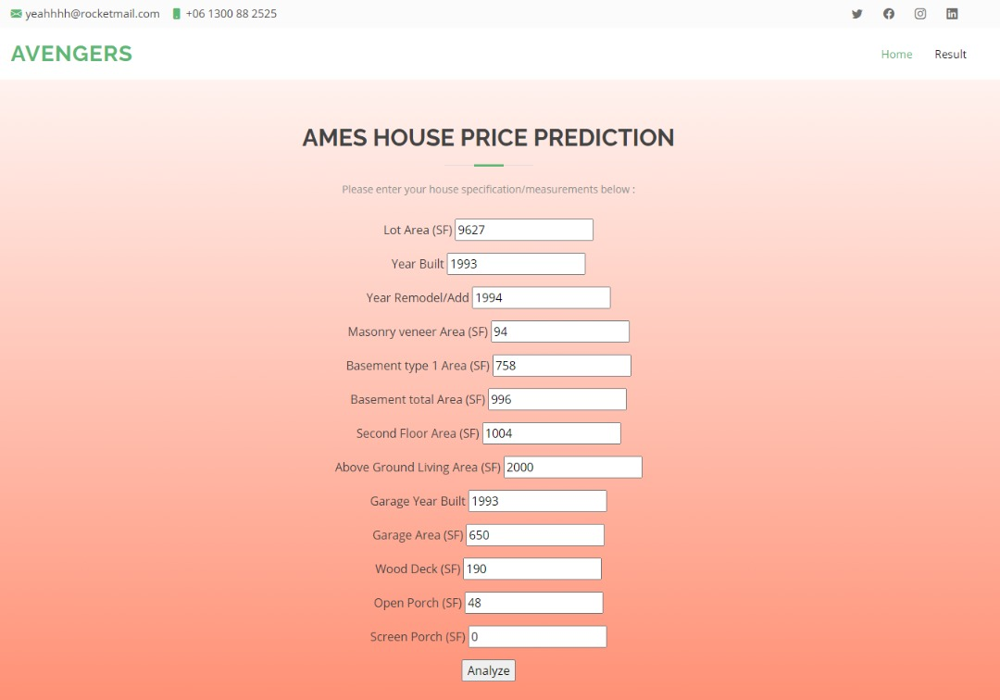 yeahhhh@rocketmail.com +06 1300 88 2525
AVENGERS
Home Result
AMES HOUSE PRICE PREDICTION
Please enter your house specification/measurements below :
Lot Area (SF) 9627
Year Built 1993
Year Remodel/Add 1994
Masonry veneer Area (SF) 94
Basement type 1 Area (SF) 758
Basement total Area (SF) 996
Second Floor Area (SF) 1004
Above Ground Living Area (SF) 2000
Garage Year Built 1993
Garage Area (SF) 650
Wood Deck (SF) 190
Open Porch (SF) 48
Screen Porch (SF) 0
Analyze